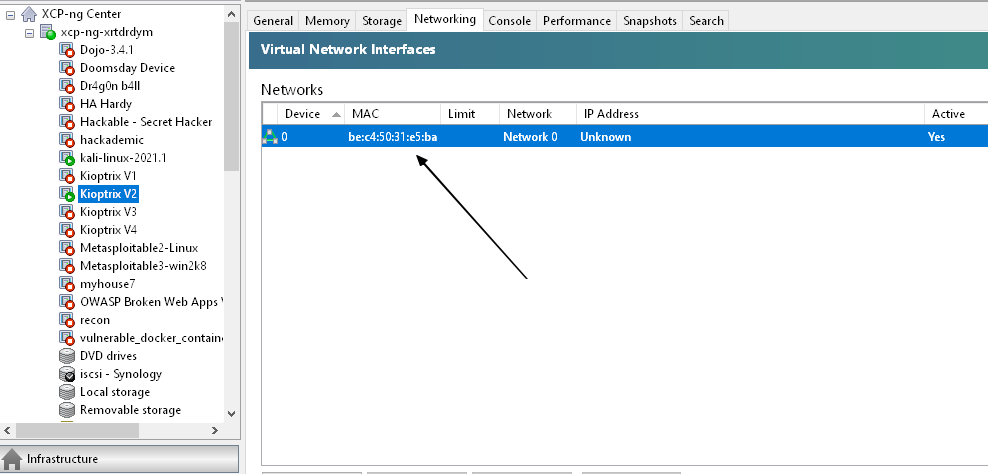 XCP-ng Center
xcp-ng-xrtdrdym
Dojo-3.4.1
Doomsday Device
Dr4g0n b4ll
HA Hardy
Hackable - Secret Hacker
hackademic
kali-linux-2021.1
Kioptrix V1
Kioptrix V2
Kioptrix V3
Kioptrix V4
Metasploitable2-Linux
Metasploitable3-win2k8
myhouse7
OWASP Broken Web Apps V
recon
vulnerable_docker_containe
DVD drives
iscsi - Synology
Local storage
Removable storage
Infrastructure
General Memory Storage Networking Console Performance Snapshots Search
Virtual Network Interfaces
Networks
Device MAC Limit Network IP Address Active
0 be:c4:50:31:e5:ba Network 0 Unknown Yes